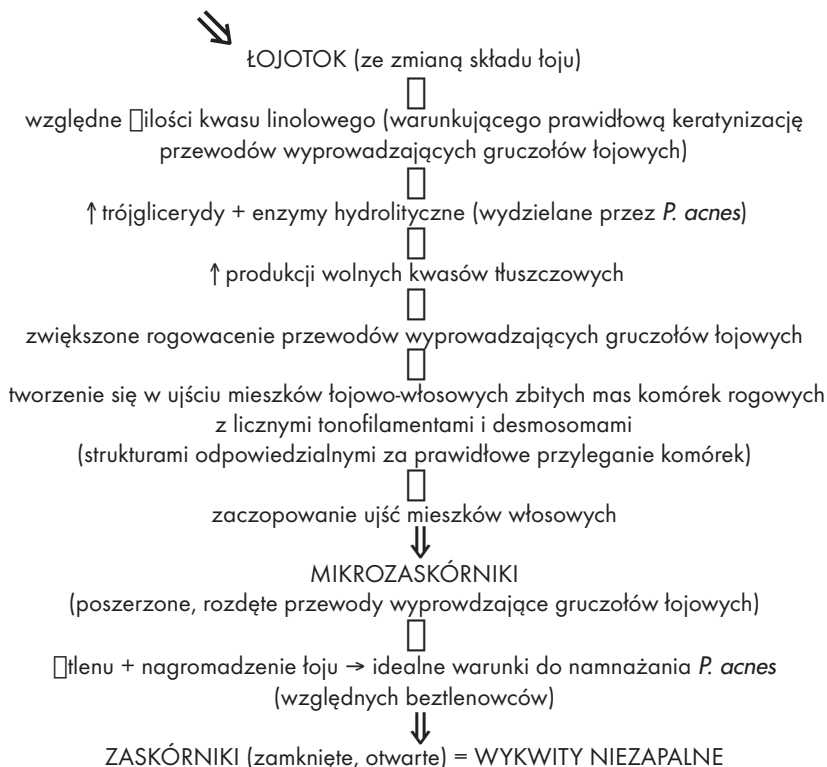 ⇘
ŁOJOTOK (ze zmianą składu łoju)
▯
względne ▯ilości kwasu linolowego (warunkującego prawidłową keratynizację
przewodów wyprowadzających gruczołów łojowych)
▯
↑ trójglicerydy + enzymy hydrolityczne (wydzielane przez P. acnes)
▯
↑ produkcji wolnych kwasów tłuszczowych
▯
zwiększone rogowacenie przewodów wyprowadzających gruczołów łojowych
▯
tworzenie się w ujściu mieszków łojowo-włosowych zbitych mas komórek rogowych
z licznymi tonofilamentami i desmosomami
(strukturami odpowiedzialnymi za prawidłowe przyleganie komórek)
▯
zaczopowanie ujść mieszków włosowych
⇓
MIKROZASKÓRNIKI
(poszerzone, rozdęte przewody wyprowdzające gruczołów łojowych)
▯
▯tlenu + nagromadzenie łoju → idealne warunki do namnażania P. acnes
(względnych beztlenowców)
⇓
ZASKÓRNIKI (zamknięte, otwarte) = WYKWITY NIEZAPALNE